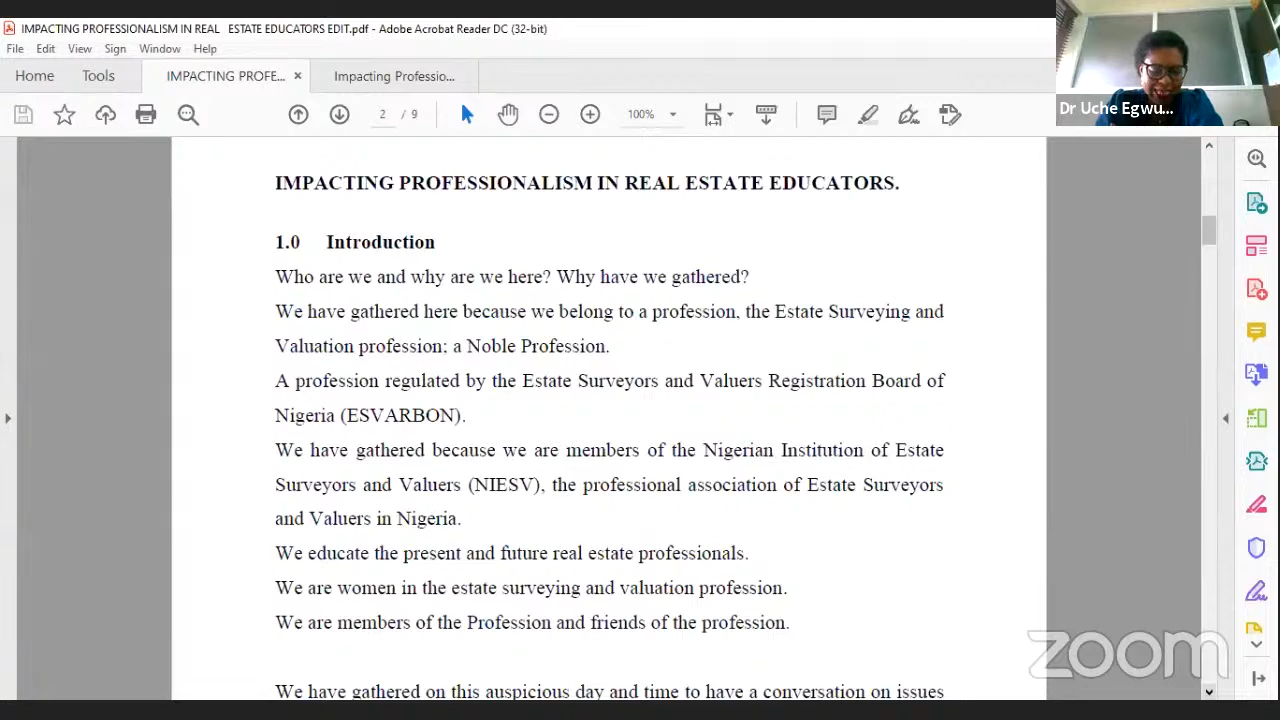 IMPACTING PROFESSIONALISM IN REAL ESTATE EDUCATORS EDIT.pdf - Adobe Acrobat Reader DC (32-bit)
File Edit View Sign Window Help
Home Tools IMPACTING PROFE... × Impacting Professio...
2 / 9 100%
Dr Uche Egwu...
IMPACTING PROFESSIONALISM IN REAL ESTATE EDUCATORS.
1.0 Introduction
Who are we and why are we here? Why have we gathered?
We have gathered here because we belong to a profession, the Estate Surveying and
Valuation profession; a Noble Profession.
A profession regulated by the Estate Surveyors and Valuers Registration Board of
Nigeria (ESVARBON).
We have gathered because we are members of the Nigerian Institution of Estate
Surveyors and Valuers (NIESV), the professional association of Estate Surveyors
and Valuers in Nigeria.
We educate the present and future real estate professionals.
We are women in the estate surveying and valuation profession.
We are members of the Profession and friends of the profession.
We have gathered on this auspicious day and time to have a conversation on issues
zoom